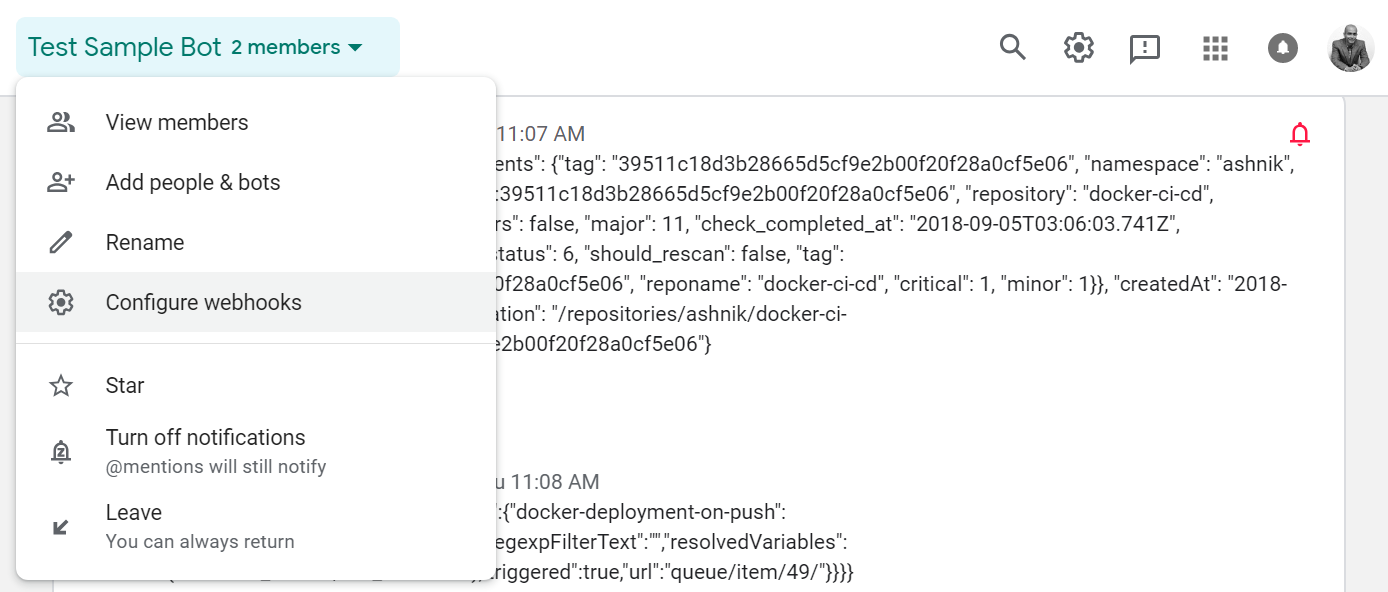 Test Sample Bot 2 members
View members
Add people & bots
Rename
Configure webhooks
Star
Turn off notifications
@mentions will still notify
Leave
You can always return
11:07 AM
ents": {"tag": "39511c18d3b28665d5cf9e2b00f20f28a0cf5e06", "namespace": "ashnik",
:39511c18d3b28665d5cf9e2b00f20f28a0cf5e06", "repository": "docker-ci-cd",
rs": false, "major": 11, "check_completed_at": "2018-09-05T03:06:03.741Z",
tatus": 6, "should_rescan": false, "tag":
0f28a0cf5e06", "reponame": "docker-ci-cd", "critical": 1, "minor": 1}}, "createdAt": "2018-
ation": "/repositories/ashnik/docker-ci-
e2b00f20f28a0cf5e06"}
u 11:08 AM
":{"docker-deployment-on-push":
egexpFilterText":"","resolvedVariables":
riggered":true,"url":"queue/item/49/"}}}}